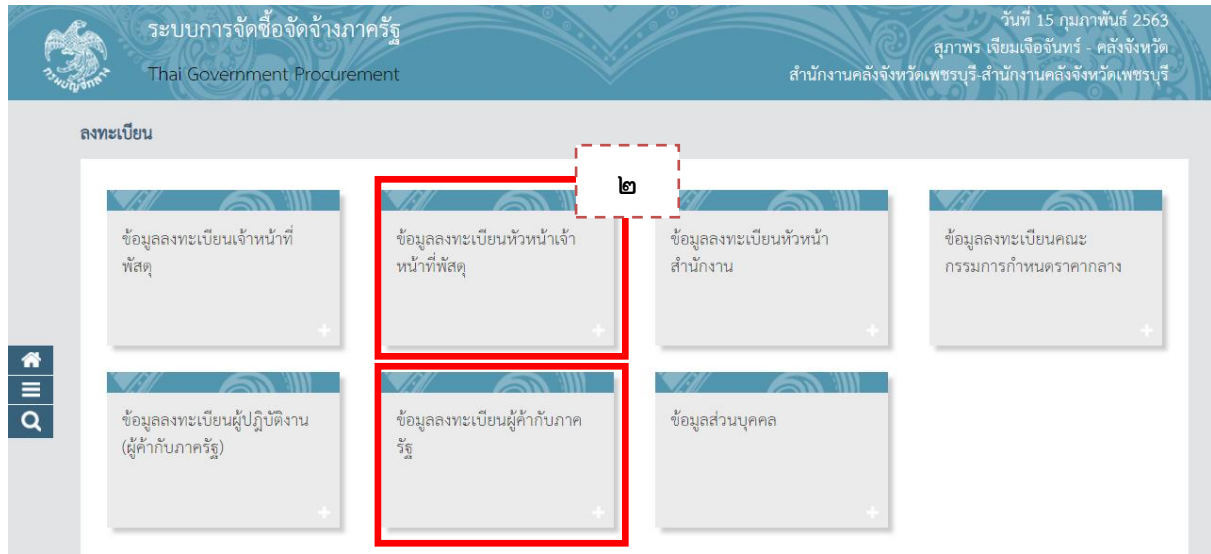 ระบบการจัดซื้อจัดจ้างภาครัฐ
Thai Government Procurement
วันที่ 15 กุมภาพันธ์ 2563
สุภาพร เจียมเจือจันทร์ - คลังจังหวัด
สำนักงานคลังจังหวัดเพชรบุรี-สำนักงานคลังจังหวัดเพชรบุรี
กรมบัญชีกลาง
ลงทะเบียน
๒
ข้อมูลลงทะเบียนเจ้าหน้าที่
พัสดุ
ข้อมูลลงทะเบียนหัวหน้าเจ้า
หน้าที่พัสดุ
ข้อมูลลงทะเบียนหัวหน้า
สำนักงาน
ข้อมูลลงทะเบียนคณะ
กรรมการกำหนดราคากลาง
ข้อมูลลงทะเบียนผู้ปฏิบัติงาน
(ผู้ค้ากับภาครัฐ)
ข้อมูลลงทะเบียนผู้ค้ากับภาค
รัฐ
ข้อมูลส่วนบุคคล